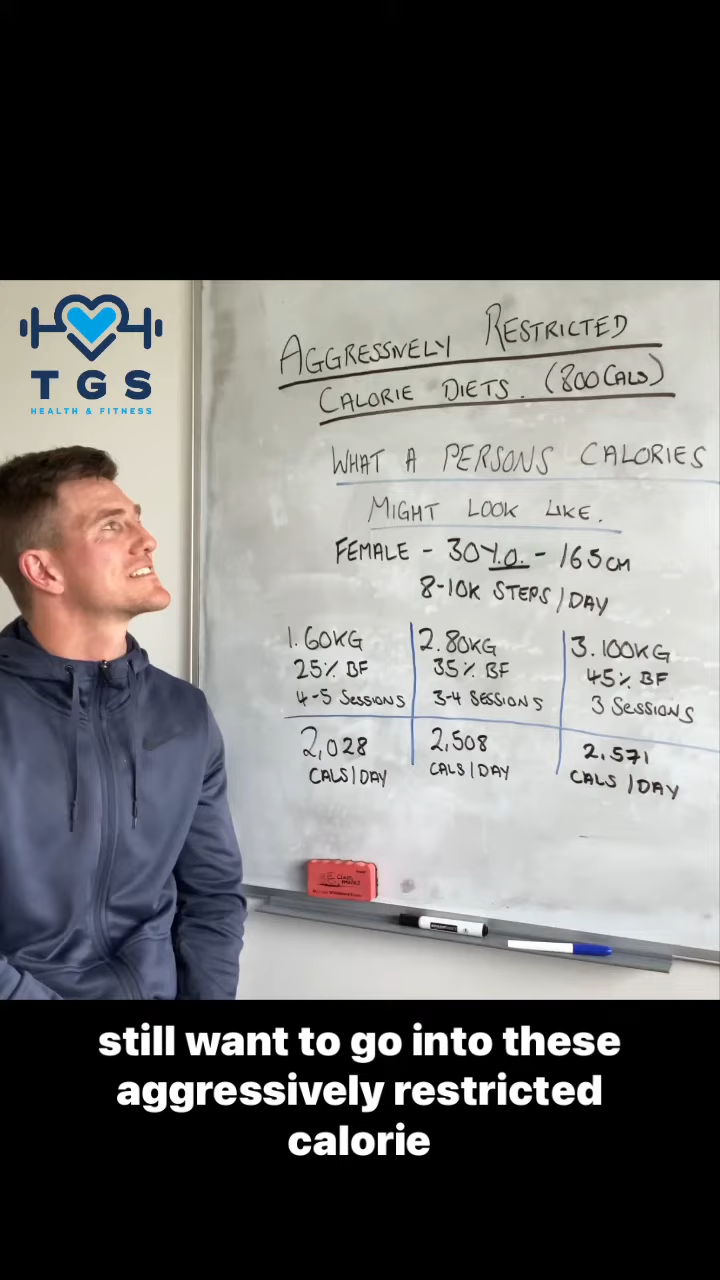 TGS
HEALTH & FITNESS
AGGRESSIVELY RESTRICTED
CALORIE DIETS. (800 CALS)
WHAT A PERSONS CALORIES
MIGHT LOOK LIKE.
FEMALE - 30 Y.O. - 165CM
8-10K STEPS/DAY
1. 60KG
25% BF
4-5 SESSIONS
2,028
CALS/DAY
2. 80KG
35% BF
3-4 SESSIONS
2,508
CALS/DAY
3. 100KG
45% BF
3 SESSIONS
2,571
CALS/DAY
still want to go into these
aggressively restricted
calorie